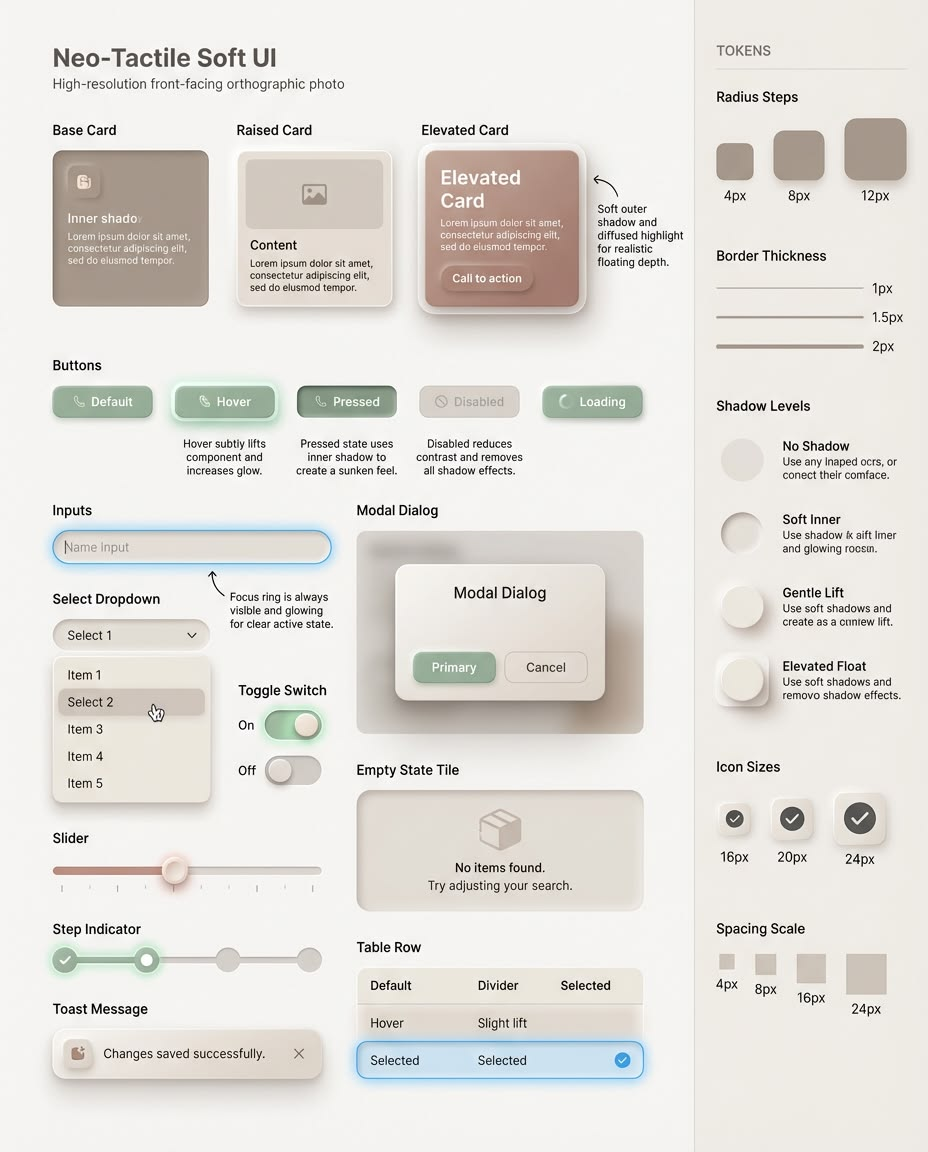 Neo-Tactile Soft UI
High-resolution front-facing orthographic photo
Base Card
Inner shado
Lorem ipsum dolor sit amet,
consectetur adipiscing elit,
sed do eiusmod tempor.
Raised Card
Content
Lorem ipsum dolor sit amet,
consectetur adipiscing elit,
sed do eiusmod tempor.
Elevated Card
Elevated
Card
Lorem ipsum dolor sit amet,
consectetur adipiscing elit,
sed do eiusmod tempor.
Call to action
Soft outer
shadow and
diffused highlight
for realistic
floating depth.
Buttons
Default
Hover
Pressed
Disabled
Loading
Hover subtly lifts
component and
increases glow.
Pressed state uses
inner shadow to
create a sunken feel.
Disabled reduces
contrast and removes
all shadow effects.
Inputs
Name Input
Focus ring is always
visible and glowing
for clear active state.
Select Dropdown
Select 1
Item 1
Select 2
Item 3
Item 4
Item 5
Toggle Switch
On
Off
Slider
Step Indicator
Toast Message
Changes saved successfully.
Modal Dialog
Modal Dialog
Primary
Cancel
Empty State Tile
No items found.
Try adjusting your search.
Table Row
Default Divider Selected
Hover Slight lift
Selected Selected
TOKENS
Radius Steps
4px 8px 12px
Border Thickness
1px
1.5px
2px
Shadow Levels
No Shadow
Use any lnaped ocrs, or
conect their comface.
Soft Inner
Use shadow aift lner
and glowing
Gentle Lift
Use soft shadows and
create as a lift.
Elevated Float
Use soft shadows and
removo shadow effects.
Icon Sizes
16px 20px 24px
Spacing Scale
4px 8px 16px 24px